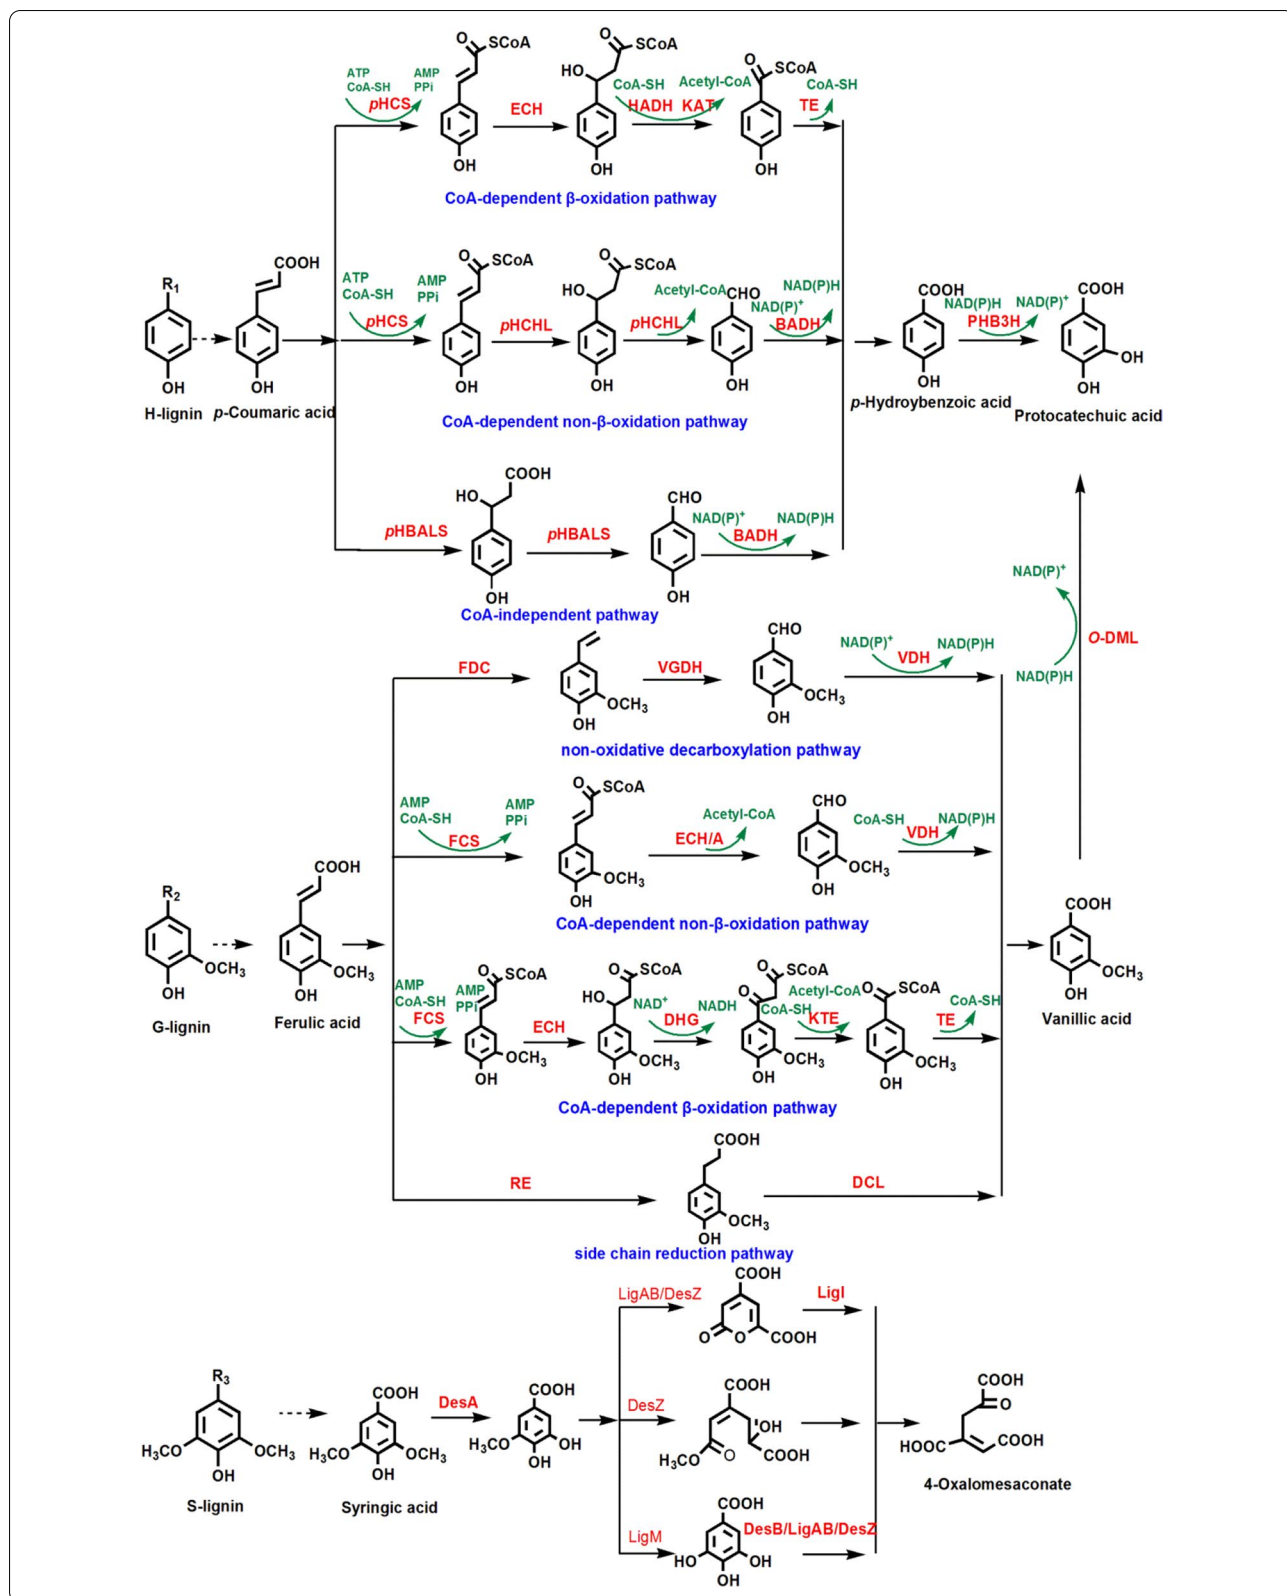 O
SCoA
O
SCoA
HO
O
SCoA
ATP
CoA-SH
AMP
PPi
CoA-SH
Acetyl-CoA
CoA-SH
pHCS
ECH
HADH KAT
TE
OH
OH
OH
CoA-dependent β-oxidation pathway
O
SCoA
O
SCoA
HO
COOH
R1
ATP
CoA-SH
AMP
PPi
Acetyl-CoA
CHO
NAD(P)+
NAD(P)H
COOH
NAD(P)H
NAD(P)+
COOH
pHCS
pHCHL
pHCHL
BADH
PHB3H
OH
OH
OH
OH
OH
OH
OH
OH
H-lignin
p-Coumaric acid
p-Hydroybenzoic acid
Protocatechuic acid
CoA-dependent non-β-oxidation pathway
COOH
HO
CHO
NAD(P)+
NAD(P)H
pHBALS
pHBALS
BADH
OH
OH
CoA-independent pathway
NAD(P)+
O-DML
NAD(P)H
CHO
NAD(P)+
NAD(P)H
FDC
VGDH
VDH
OCH3
OH
OCH3
OH
non-oxidative decarboxylation pathway
O
SCoA
AMP
CoA-SH
AMP
PPi
Acetyl-CoA
CHO
CoA-SH
NAD(P)H
FCS
ECH/A
VDH
OCH3
OH
OCH3
OH
CoA-dependent non-β-oxidation pathway
R2
COOH
COOH
OCH3
OH
OCH3
OH
OCH3
OH
G-lignin
Ferulic acid
Vanillic acid
O
SCoA
O
SCoA
HO
O
SCoA
O
O
SCoA
AMP
CoA-SH
AMP
PPi
NAD+
NADH
CoA-SH
Acetyl-CoA
CoA-SH
FCS
ECH
DHG
KTE
TE
OCH3
OH
OCH3
OH
OCH3
OH
OCH3
OH
CoA-dependent β-oxidation pathway
COOH
RE
DCL
OCH3
OH
side chain reduction pathway
COOH
LigAB/DesZ
LigI
O
O
COOH
R3
COOH
DesA
COOH
DesZ
COOH
OH
COOH
O
H3CO
H3CO
OCH3
OH
H3CO
OCH3
OH
H3CO
OH
OH
COOH
O
HOOC
COOH
S-lignin
Syringic acid
4-Oxalomesaconate
COOH
LigM
DesB/LigAB/DesZ
HO
OH
OH